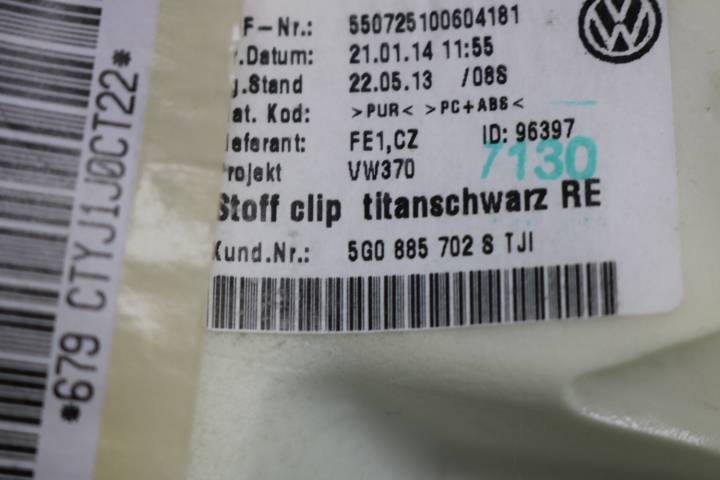 F-Nr.: 550725100604181
.Datum: 21.01.14 11:55
.Stand 22.05.13 /08S
at. Kod: >PUR< >PC+ABS<
ieferant: FE1,CZ ID: 96397
rojekt VW370 7130
Stoff clip titanschwarz RE
Kund.Nr.: 5G0 885 702 S TJI
*679 CTYJ1J0CT22*